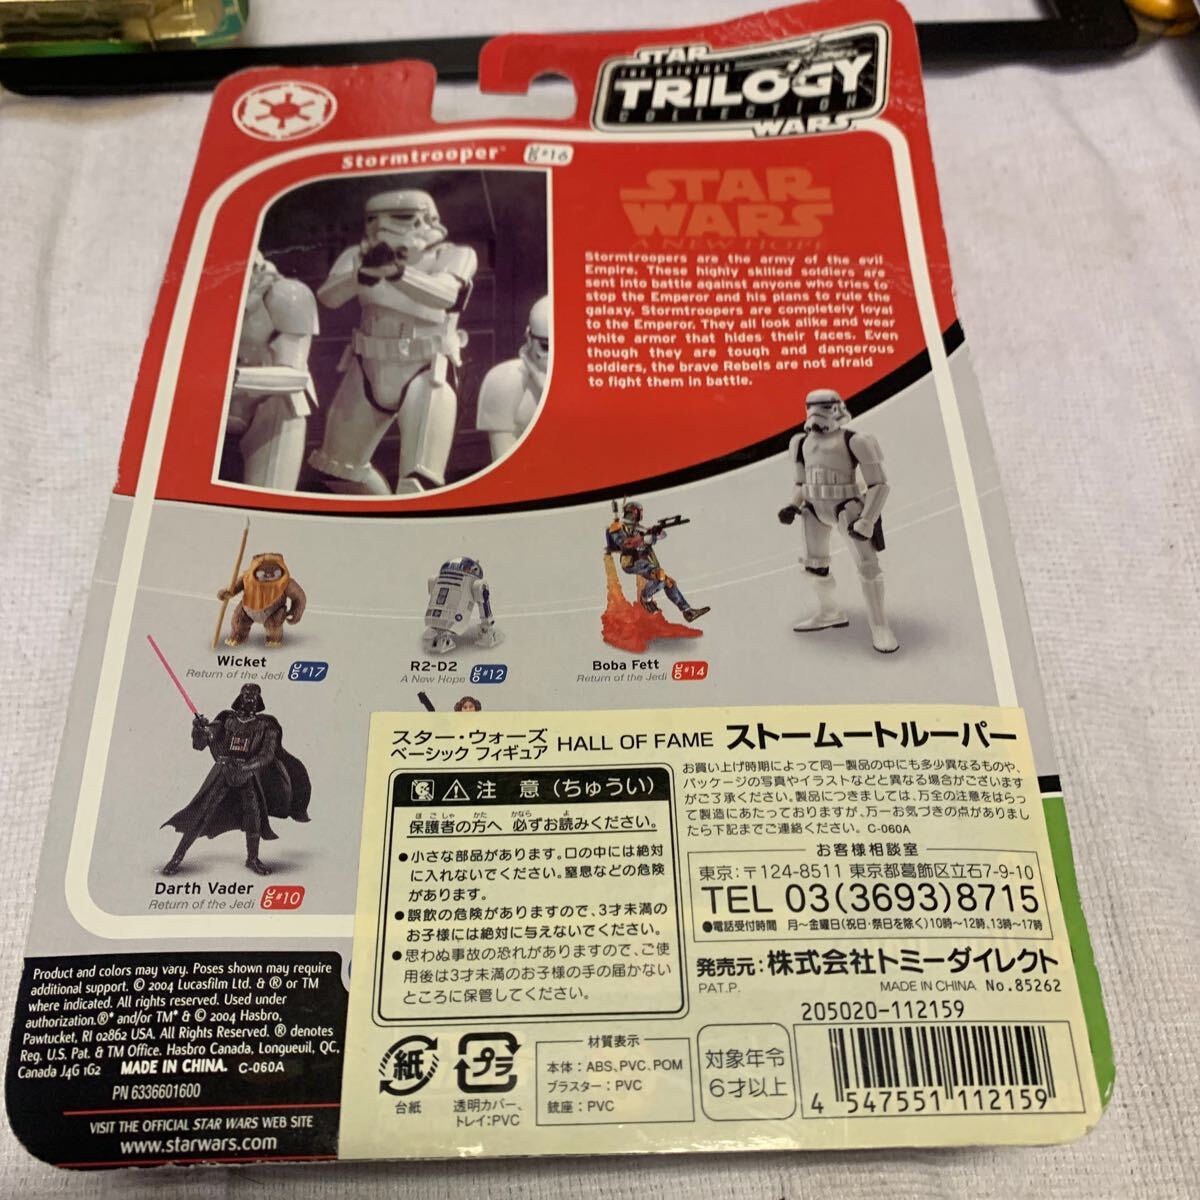 STAR
THE ORIGINAL
TRILOGY
COLLECTION
WARS
Stormtrooper™ #16
STAR
WARS
A NEW HOPE
Stormtroopers are the army of the evil
Empire. These highly skilled soldiers are
sent into battle against anyone who tries to
stop the Emperor and his plans to rule the
galaxy. Stormtroopers are completely loyal
to the Emperor. They all look alike and wear
white armor that hides their faces. Even
though they are tough and dangerous
soldiers, the brave Rebels are not afraid
to fight them in battle.
Wicket
Return of the Jedi #17
R2-D2
A New Hope #12
Boba Fett
Return of the Jedi #14
Darth Vader
Return of the Jedi #10
Product and colors may vary. Poses shown may require
additional support. © 2004 Lucasfilm Ltd. & ® or TM
where indicated. All rights reserved. Used under
authorization.®* and/or TM* & © 2004 Hasbro,
Pawtucket, RI 02862 USA. All Rights Reserved. ® denotes
Reg. U.S. Pat. & TM Office. Hasbro Canada, Longueuil, QC,
Canada J4G 1G2 MADE IN CHINA. C-060A
PN 6336601600
VISIT THE OFFICIAL STAR WARS WEB SITE
www.starwars.com
スター・ウォーズ
ベーシック フィギュア HALL OF FAME ストームートルーパー
注 意(ちゅうい)
ほごしゃ かた かなら よ
保護者の方へ 必ずお読みください。
●小さな部品があります。口の中には絶対
に入れないでください。窒息などの危険
があります。
●誤飲の危険がありますので、3才未満の
お子様には絶対に与えないでください。
●思わぬ事故の恐れがありますので、ご使
用後は3才未満のお子様の手の届かない
ところに保管してください。
お買い上げ時期によって同一製品の中にも多少異なるものや、
パッケージの写真やイラストなどと異なる場合がございます
がご了承ください。製品につきましては、万全の注意をはらっ
て製造にあたっておりますが、万一お気づきの点がありまし
たら下記までご連絡ください。 C-060A
お客様相談室
東京:〒124-8511 東京都葛飾区立石7-9-10
TEL 03(3693)8715
●電話受付時間 月~金曜日(祝日・祭日を除く)10時~12時、13時~17時
発売元:株式会社トミーダイレクト
PAT.P. MADE IN CHINA No.85262
205020-112159
紙
台紙
プラ
透明カバー、
トレイ:PVC
材質表示
本体:ABS、PVC、POM
ブラスター:PVC
銃座:PVC
対象年令
6才以上
4 547551 112159